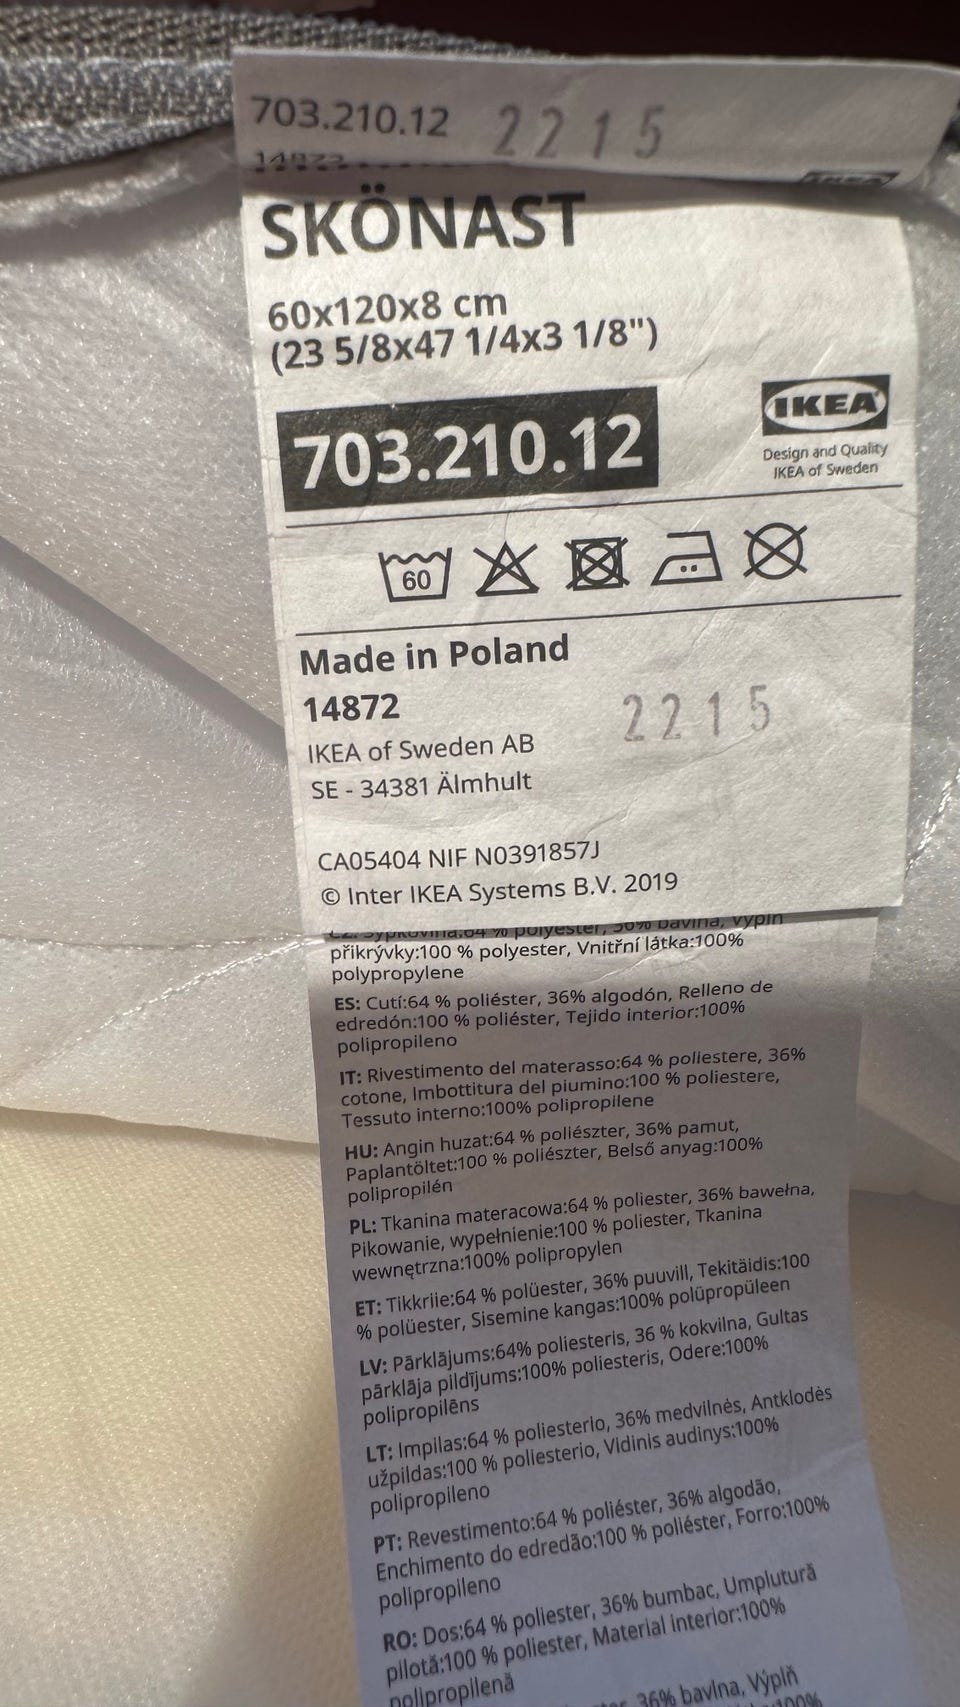 703.210.12 2215
14872
SKÖNAST
60x120x8 cm
(23 5/8x47 1/4x3 1/8")
703.210.12
IKEA
Design and Quality
IKEA of Sweden
60
Made in Poland
14872
2215
IKEA of Sweden AB
SE - 34381 Älmhult
CA05404 NIF N0391857J
© Inter IKEA Systems B.V. 2019
polyester, bavlna, Výplň
přikrývky:100 % polyester, Vnitřní látka:100%
polypropylene
ES: Cutí:64 % poliéster, 36% algodón, Relleno de
edredón:100 % poliéster, Tejido interior:100%
polipropileno
IT: Rivestimento del materasso:64 % poliestere, 36%
cotone, Imbottitura del piumino:100 % poliestere,
Tessuto interno:100% polipropilene
HU: Angin huzat:64 % poliészter, 36% pamut,
Paplantöltet:100 % poliészter, Belső anyag:100%
polipropilén
PL: Tkanina materacowa:64 % poliester, 36% bawełna,
Pikowanie, wypełnienie:100 % poliester, Tkanina
wewnętrzna:100% polipropylen
ET: Tikkriie:64 % polüester, 36% puuvill, Tekitäidis:100
% polüester, Sisemine kangas:100% polüpropüleen
LV: Pārklājums:64% poliesteris, 36 % kokvilna, Gultas
pārklāja pildījums:100% poliesteris, Odere:100%
polipropilēns
LT: Impilas:64 % poliesterio, 36% medvilnės, Antklodės
užpildas:100 % poliesterio, Vidinis audinys:100%
polipropileno
PT: Revestimento:64 % poliéster, 36% algodão,
Enchimento do edredão:100 % poliéster, Forro:100%
polipropileno
RO: Dos:64 % poliester, 36% bumbac, Umplutură
pilotă:100 % poliester, Material interior:100%
polipropilenă
36% bavlna, Výplň